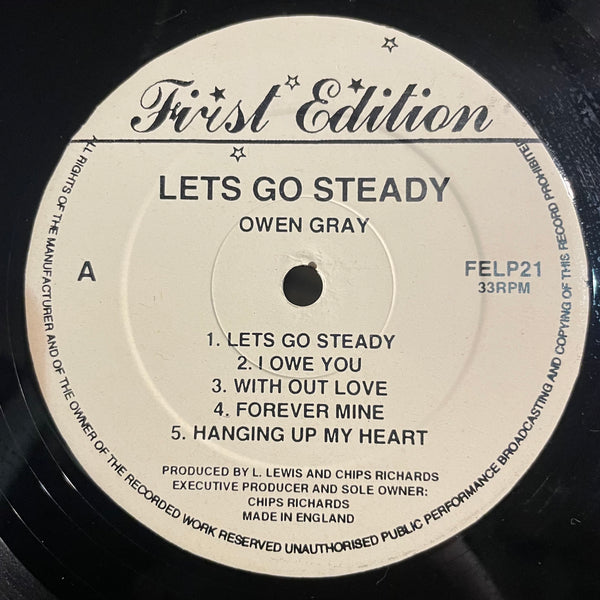 First Edition
LETS GO STEADY
OWEN GRAY
A
FELP21
33RPM
1. LETS GO STEADY
2. I OWE YOU
3. WITH OUT LOVE
4. FOREVER MINE
5. HANGING UP MY HEART
PRODUCED BY L. LEWIS AND CHIPS RICHARDS
EXECUTIVE PRODUCER AND SOLE OWNER:
CHIPS RICHARDS
MADE IN ENGLAND
ALL RIGHTS OF THE MANUFACTURER AND OF THE OWNER OF THE RECORDED WORK RESERVED UNAUTHORISED PUBLIC PERFORMANCE BROADCASTING AND COPYING OF THIS RECORD PROHIBITED